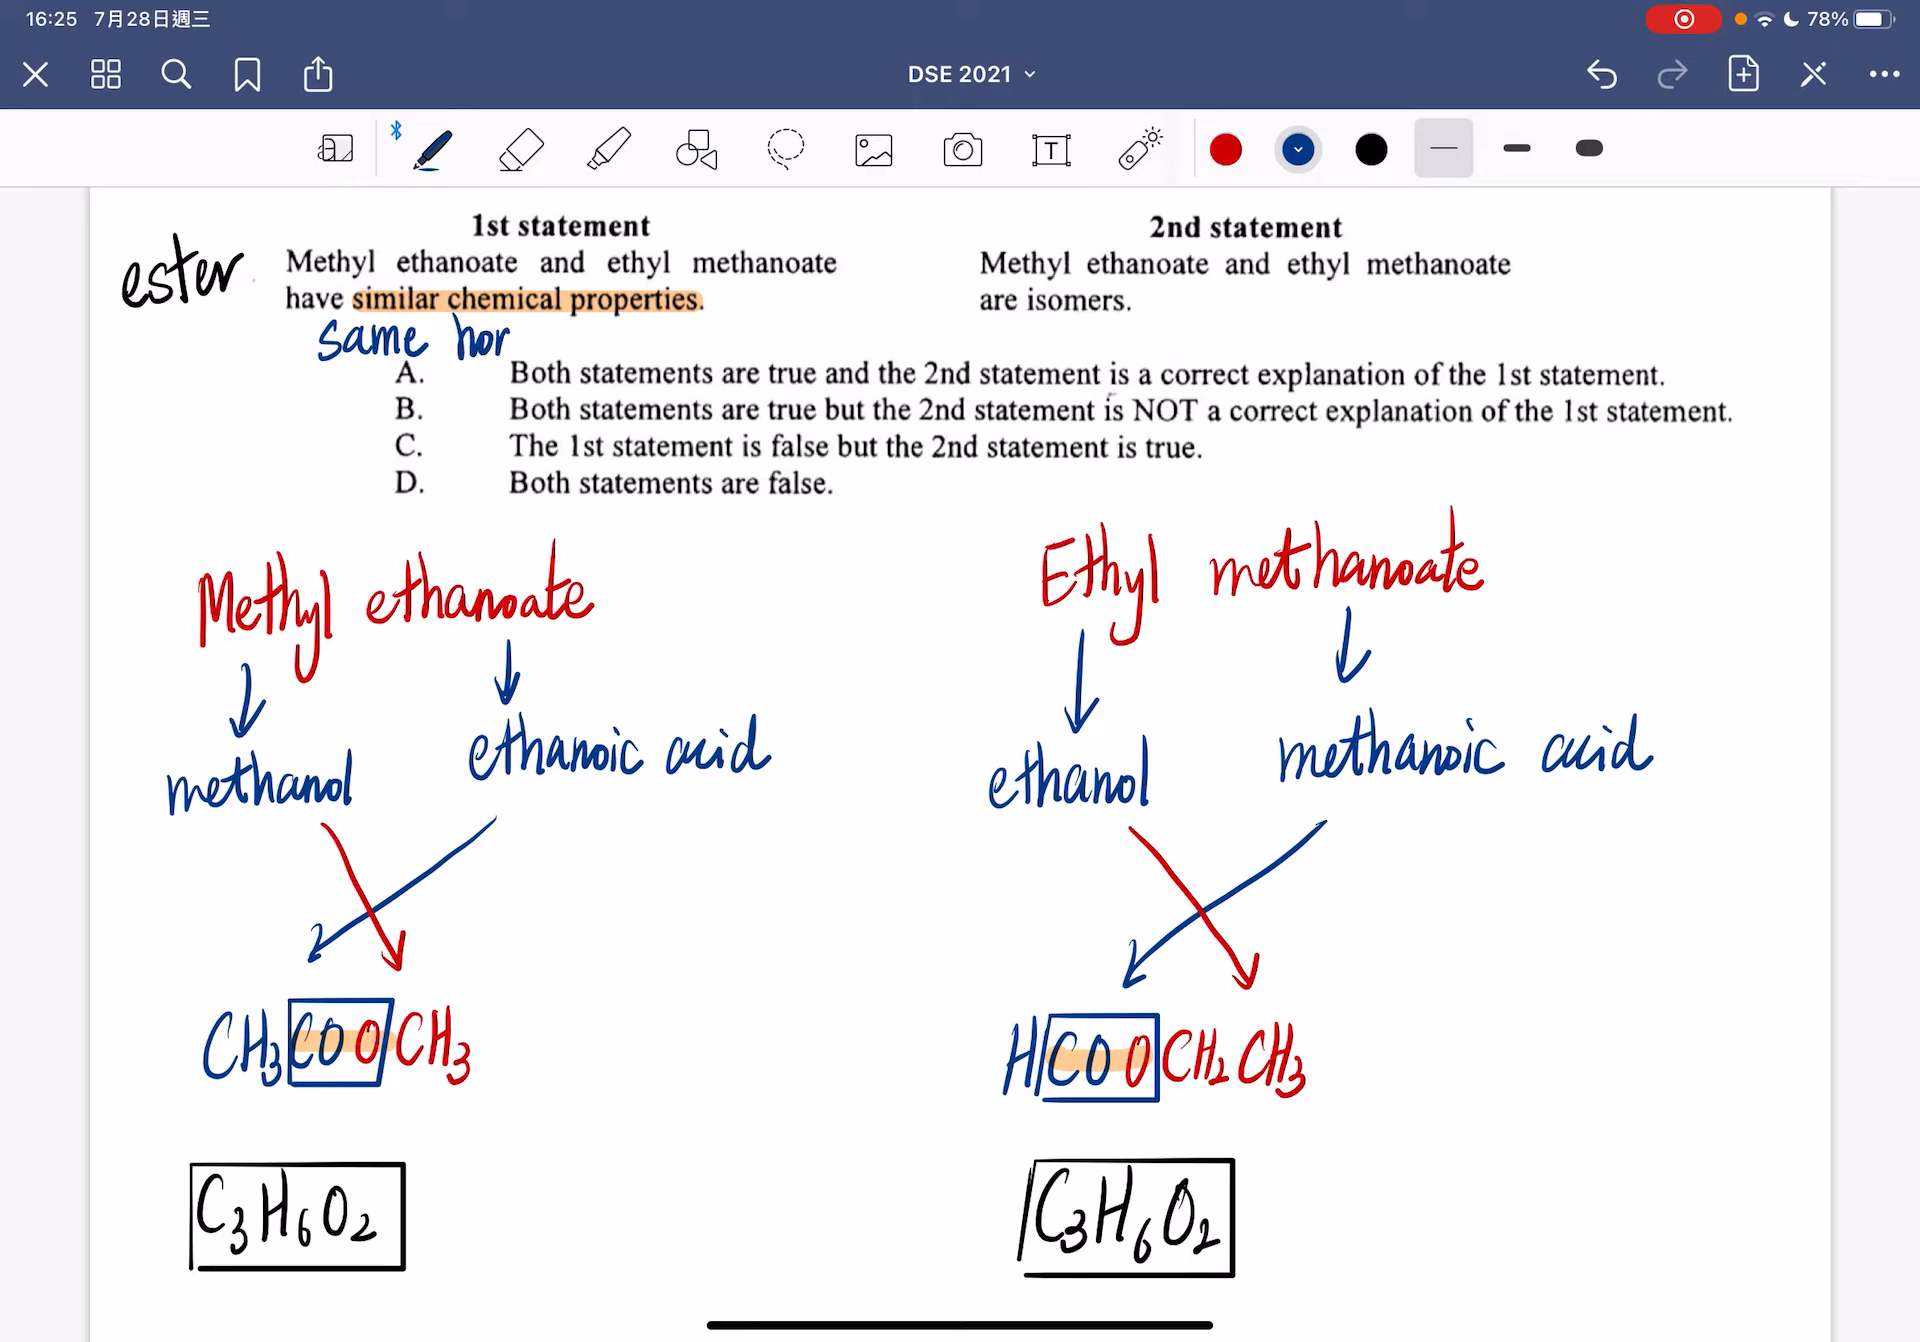 16:25 7月28日週三
78%
DSE 2021
1st statement
2nd statement
ester
Methyl ethanoate and ethyl methanoate
have similar chemical properties.
Methyl ethanoate and ethyl methanoate
are isomers.
same hor
A. Both statements are true and the 2nd statement is a correct explanation of the 1st statement.
B. Both statements are true but the 2nd statement is NOT a correct explanation of the 1st statement.
C. The 1st statement is false but the 2nd statement is true.
D. Both statements are false.
Methyl ethanoate
Ethyl methanoate
methanol ethanoic acid
ethanol methanoic acid
CH₃COOCH₃
HCOOCH₂CH₃
C₃H₆O₂
C₃H₆O₂